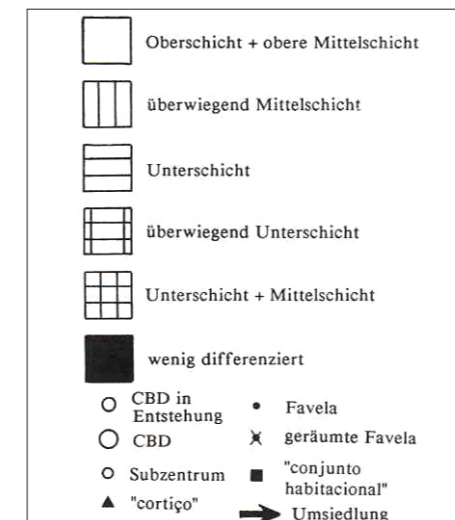 Oberschicht + obere Mittelschicht
überwiegend Mittelschicht
Unterschicht
überwiegend Unterschicht
Unterschicht + Mittelschicht
wenig differenziert
CBD in
Entstehung
Favela
CBD
geräumte Favela
Subzentrum
"conjunto
habitacional"
"cortiço"
Umsiedlung